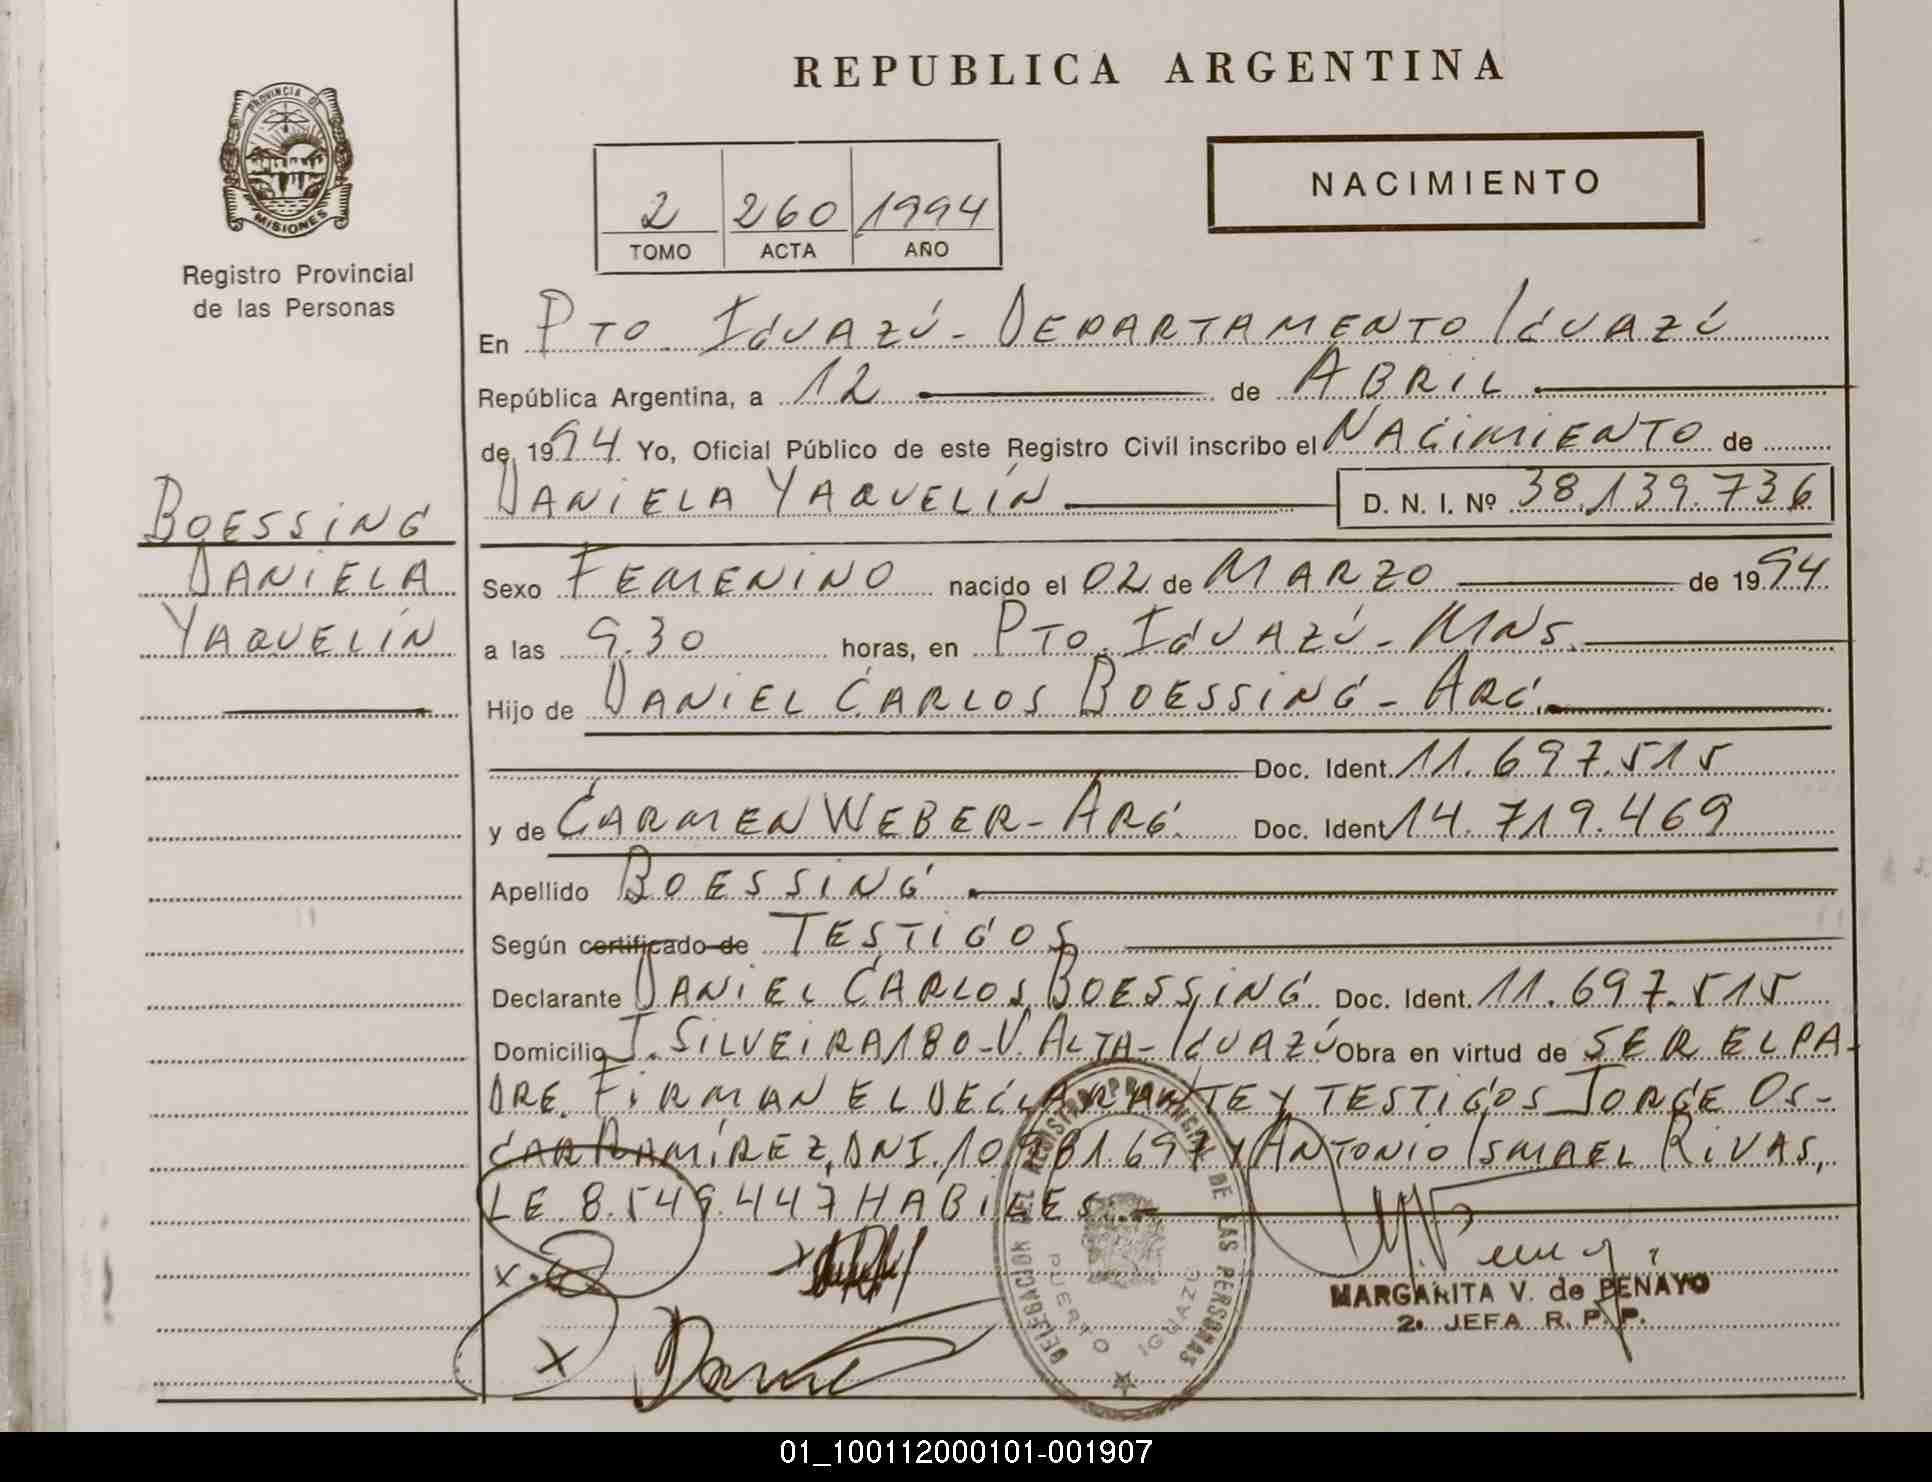 REPUBLICA ARGENTINA
PROVINCIA DE
MISIONES
Registro Provincial
de las Personas
NACIMIENTO
2 260 1994
TOMO ACTA AÑO
En PTO. IGUAZÚ - DEPARTAMENTO IGUAZÚ
República Argentina, a 12 de ABRIL
de 1994 Yo, Oficial Público de este Registro Civil inscribo el NACIMIENTO de
DANIELA YAQUELÍN D. N. I. Nº 38.139.736
BOESSING
DANIELA
YAQUELÍN
Sexo FEMENINO nacido el 02 de MARZO de 1994
a las 9.30 horas, en PTO. IGUAZÚ - MNS.
Hijo de DANIEL CARLOS BOESSING - ARG.
Doc. Ident. 11.697.515
y de CARMEN WEBER - ARG. Doc. Ident 14.719.469
Apellido BOESSING
Según certificado de TESTIGOS
Declarante DANIEL CARLOS BOESSING Doc. Ident. 11.697.515
Domicilio J. SILVEIRA 180 - V. ALTA - IGUAZÚ Obra en virtud de SER EL PA-
DRE. FIRMAN EL DECLARANTE Y TESTIGOS JORGE OS-
CAR RAMÍREZ, DNI. 10.981.697 Y ANTONIO ISMAEL RIVAS,
LE 8.549.447 HABILES.-
DELEGACION DEL REGISTRO PROVINCIAL DE LAS PERSONAS
PUERTO IGUAZU
MARGARITA V. de BENAYO
2ª JEFA R. P. P.
01_100112000101-001907